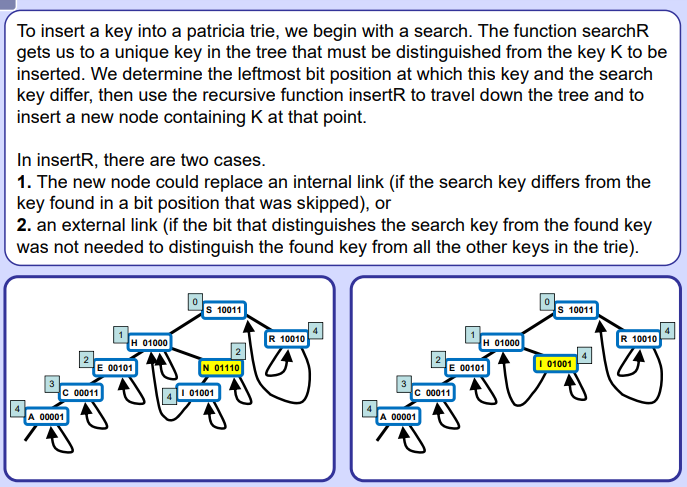 To insert a key into a patricia trie, we begin with a search. The function searchR
gets us to a unique key in the tree that must be distinguished from the key K to be
inserted. We determine the leftmost bit position at which this key and the search
key differ, then use the recursive function insertR to travel down the tree and to
insert a new node containing K at that point.
In insertR, there are two cases.
1. The new node could replace an internal link (if the search key differs from the
key found in a bit position that was skipped), or
2. an external link (if the bit that distinguishes the search key from the found key
was not needed to distinguish the found key from all the other keys in the trie).
0
S 10011
1
H 01000
R 10010
4
2
E 00101
2
N 01110
3
C 00011
4
I 01001
4
A 00001
0
S 10011
1
H 01000
R 10010
4
2
E 00101
I 01001
4
3
C 00011
4
A 00001